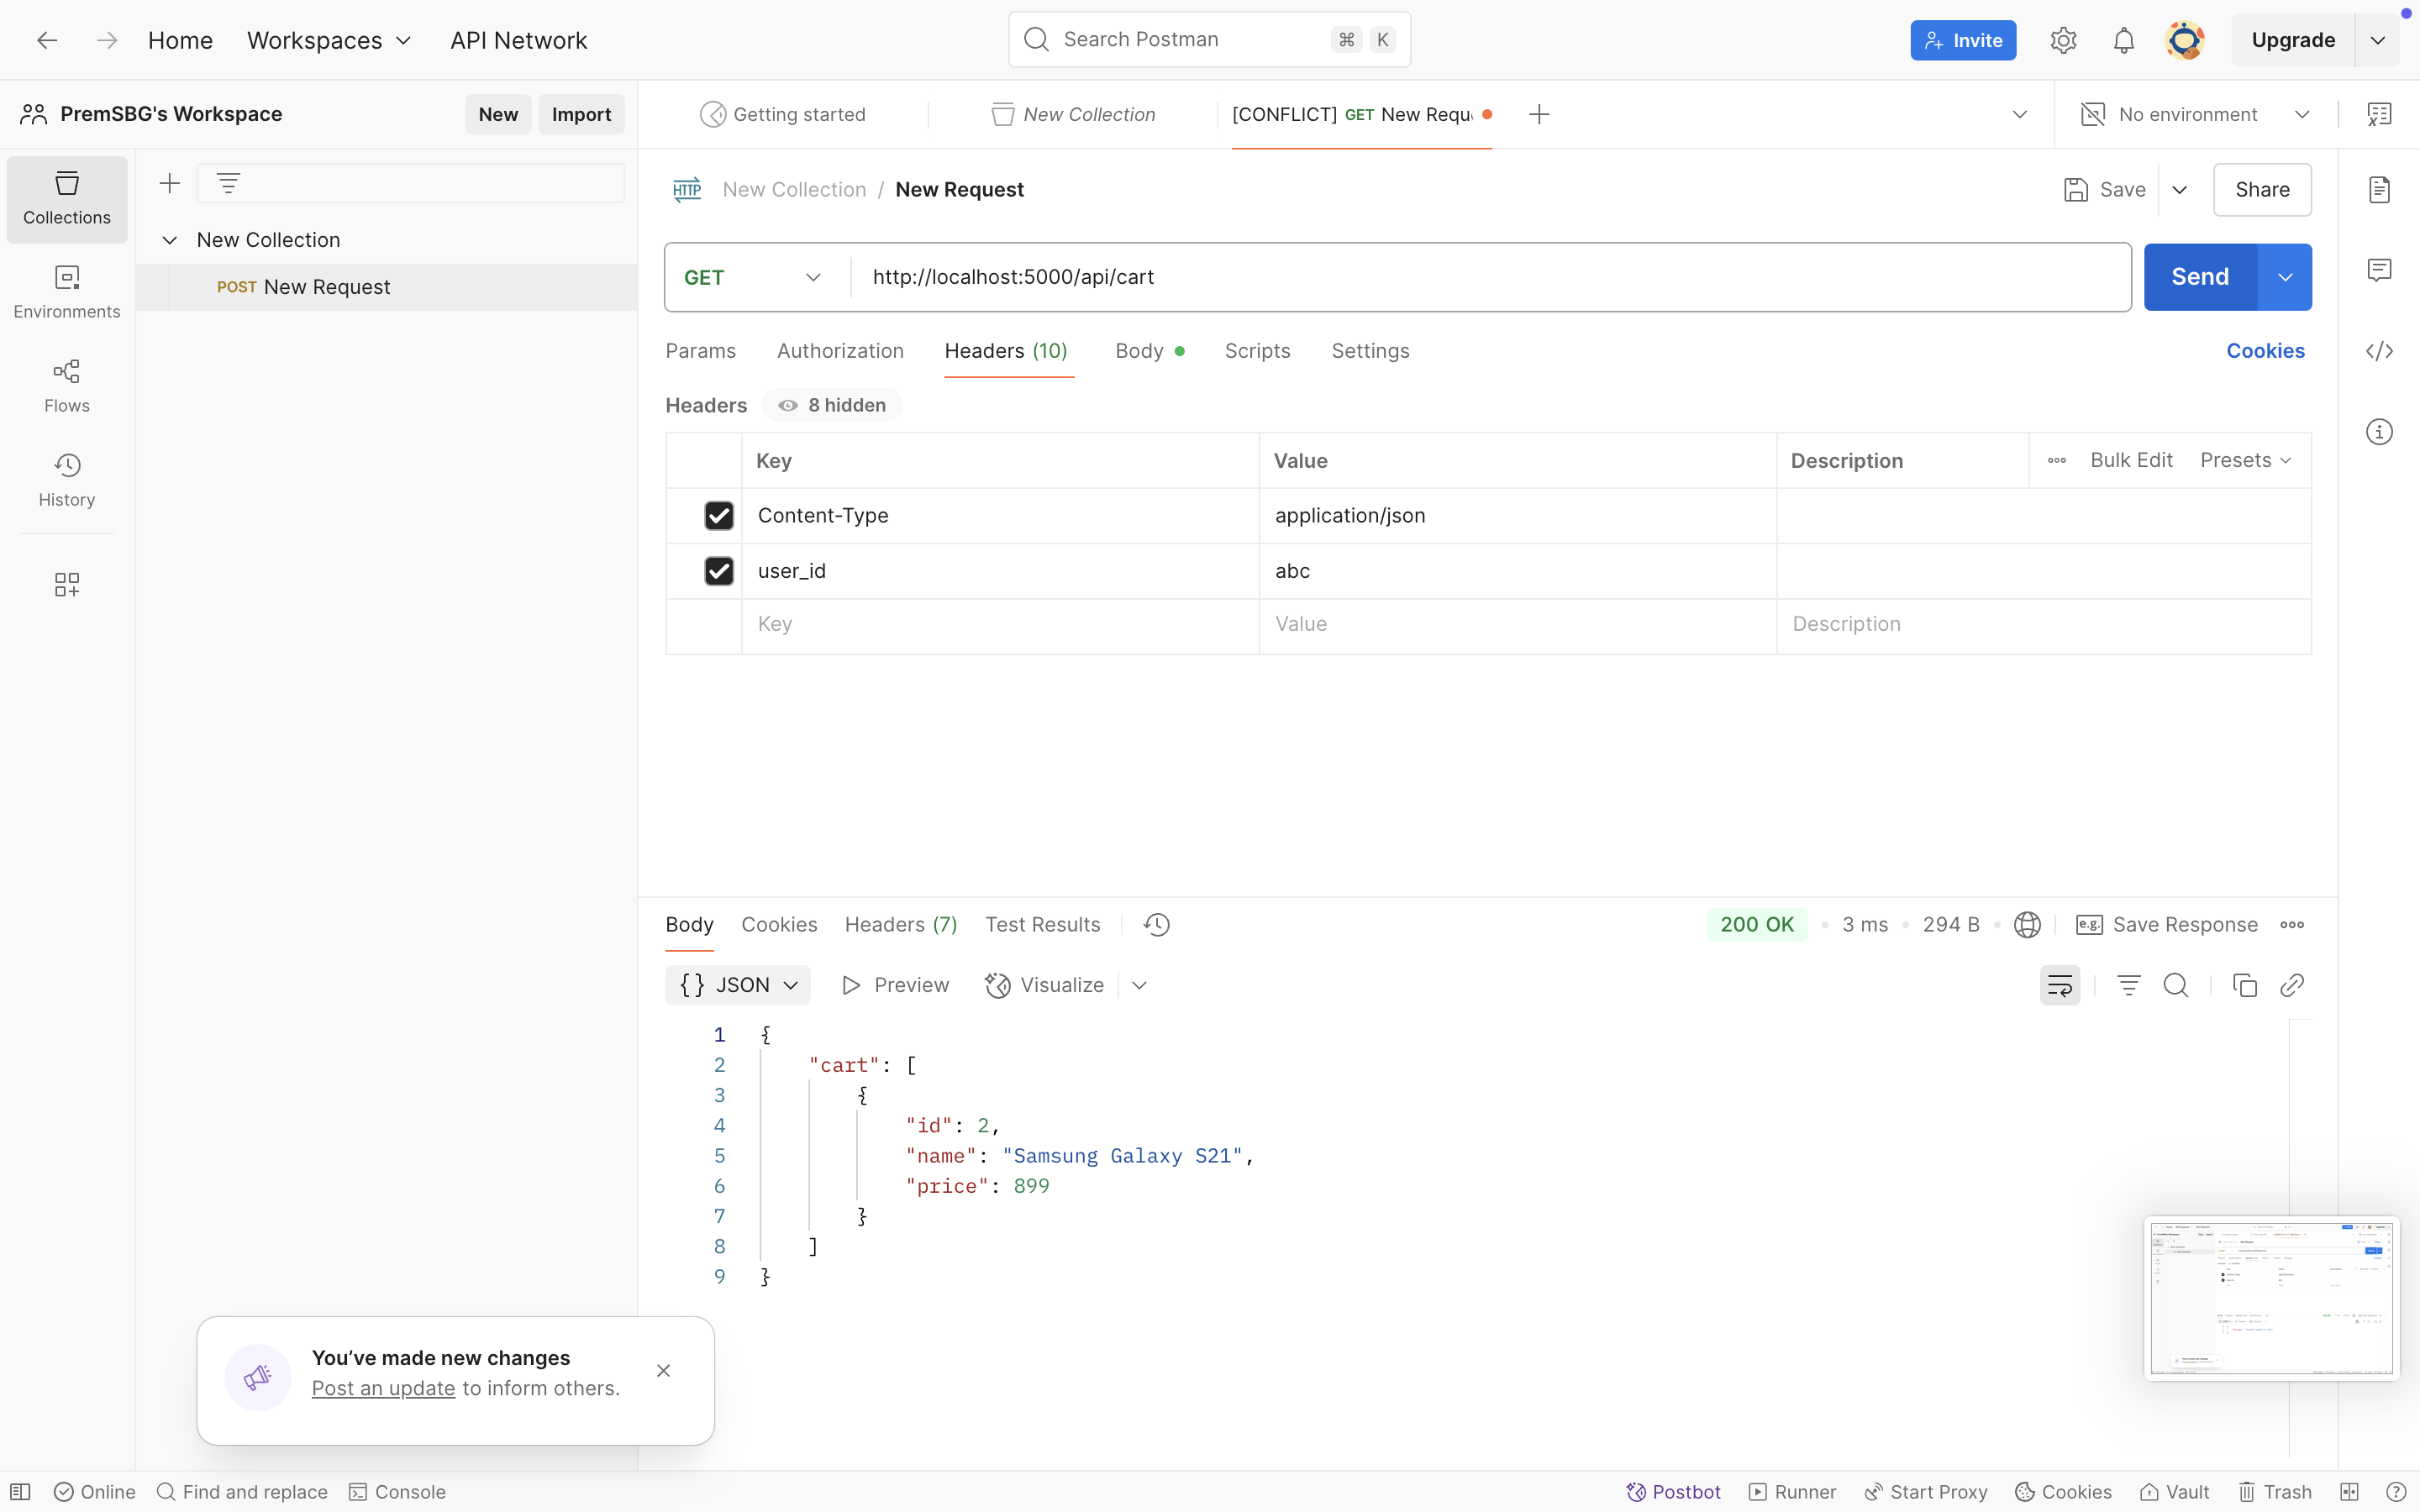 Home Workspaces API Network Search Postman ⌘ K Invite Upgrade
PremSBG's Workspace New Import Getting started New Collection [CONFLICT] GET New Requ No environment
Collections
Environments
Flows
History
New Collection
POST New Request
HTTP New Collection / New Request Save Share
GET http://localhost:5000/api/cart Send
Params Authorization Headers (10) Body Scripts Settings Cookies
Headers 8 hidden
Key Value Description Bulk Edit Presets
Content-Type application/json
user_id abc
Key Value Description
Body Cookies Headers (7) Test Results 200 OK 3 ms 294 B e.g. Save Response
{} JSON Preview Visualize
1 {
2 "cart": [
3 {
4 "id": 2,
5 "name": "Samsung Galaxy S21",
6 "price": 899
7 }
8 ]
9 }
You’ve made new changes
Post an update to inform others.
Online Find and replace Console Postbot Runner Start Proxy Cookies Vault Trash